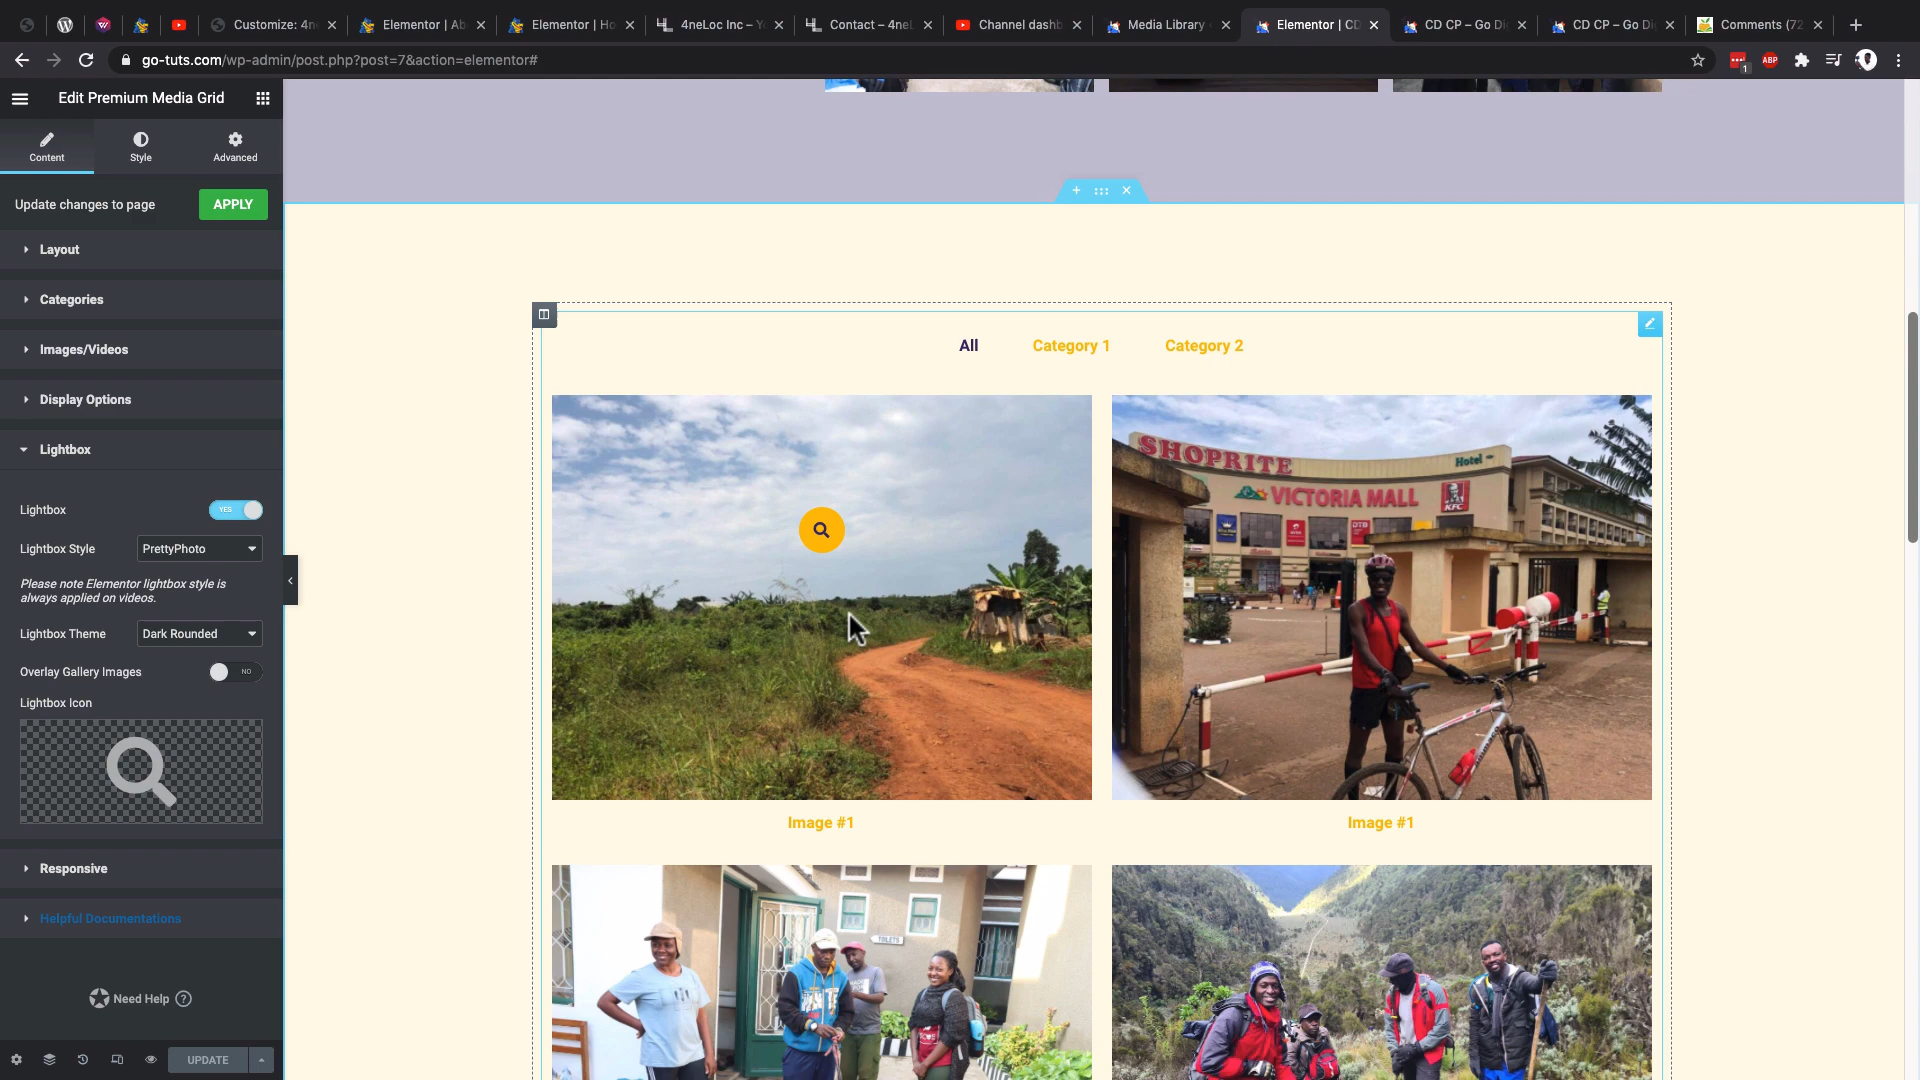 Customize: 4n
Elementor | Ab
Elementor | Ho
4neLoc Inc – Y
Contact – 4neL
Channel dashb
Media Library
Elementor | CD
CD CP – Go Di
CD CP – Go Di
Comments (72
go-tuts.com/wp-admin/post.php?post=7&action=elementor#
1
ABP
Edit Premium Media Grid
Content
Style
Advanced
Update changes to page
APPLY
Layout
Categories
Images/Videos
Display Options
Lightbox
Lightbox
YES
Lightbox Style
PrettyPhoto
Please note Elementor lightbox style is
always applied on videos.
Lightbox Theme
Dark Rounded
Overlay Gallery Images
NO
Lightbox Icon
Responsive
Helpful Documentations
Need Help ?
UPDATE
All
Category 1
Category 2
SHOPRITE
Hotel
VICTORIA MALL
KFC
DTB
Image #1
Image #1
TOILETS